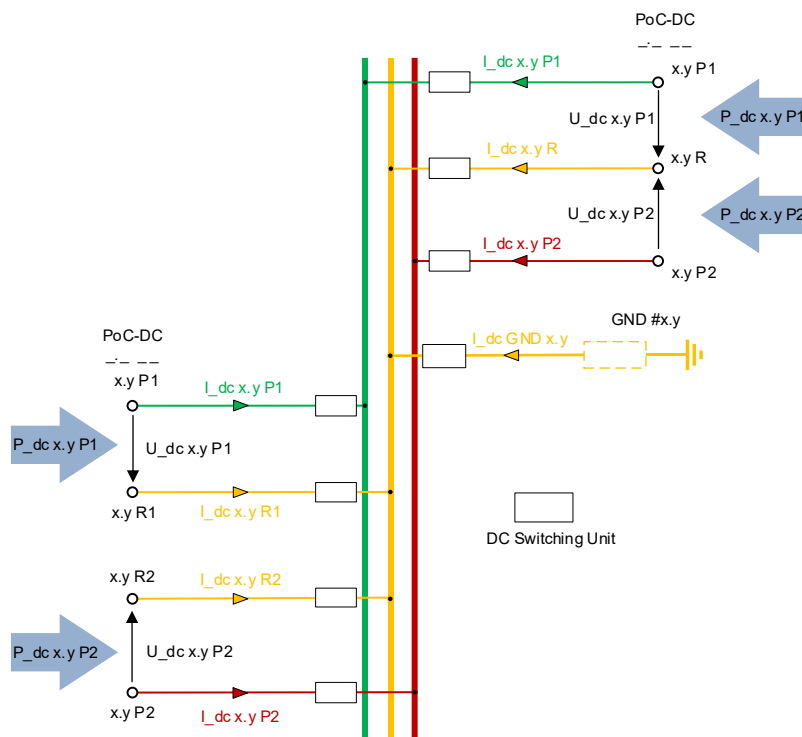 PoC-DC
_._ __
x.y P1
I_dc x.y P1
U_dc x.y P1
P_dc x.y P1
I_dc x.y R
x.y R
U_dc x.y P2
P_dc x.y P2
I_dc x.y P2
x.y P2
GND #x.y
I_dc GND x.y
PoC-DC
_._ __
x.y P1
I_dc x.y P1
P_dc x.y P1
U_dc x.y P1
x.y R1
I_dc x.y R1
DC Switching Unit
x.y R2
I_dc x.y R2
P_dc x.y P2
U_dc x.y P2
x.y P2
I_dc x.y P2